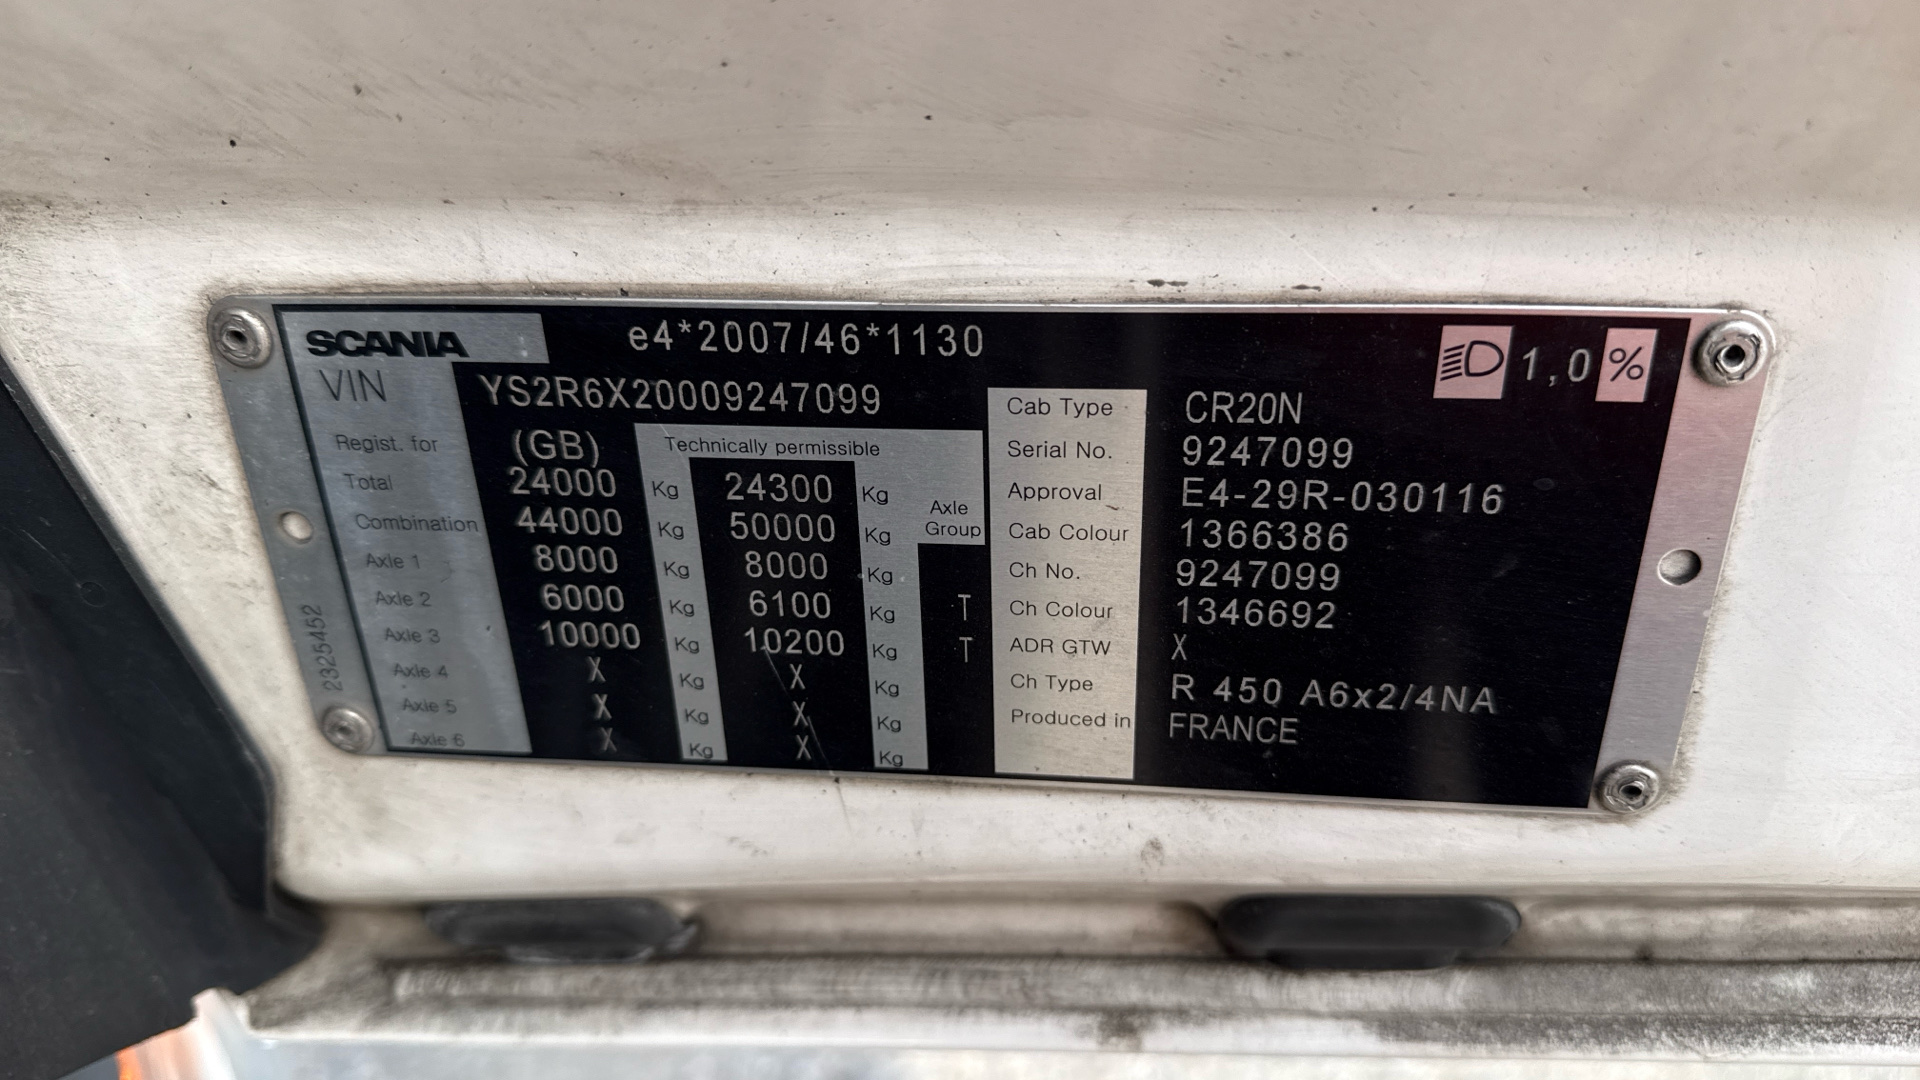 SCANIA e4*2007/46*1130 1,0 %
VIN YS2R6X20009247099
Regist. for (GB) Technically permissible
Total 24000 Kg 24300 Kg
Combination 44000 Kg 50000 Kg Axle Group
Axle 1 8000 Kg 8000 Kg
Axle 2 6000 Kg 6100 Kg T
Axle 3 10000 Kg 10200 Kg T
Axle 4 X Kg X Kg
Axle 5 X Kg X Kg
Axle 6 X Kg X Kg
Cab Type CR20N
Serial No. 9247099
Approval E4-29R-030116
Cab Colour 1366386
Ch No. 9247099
Ch Colour 1346692
ADR GTW X
Ch Type R 450 A6x2/4NA
Produced in FRANCE
2325452